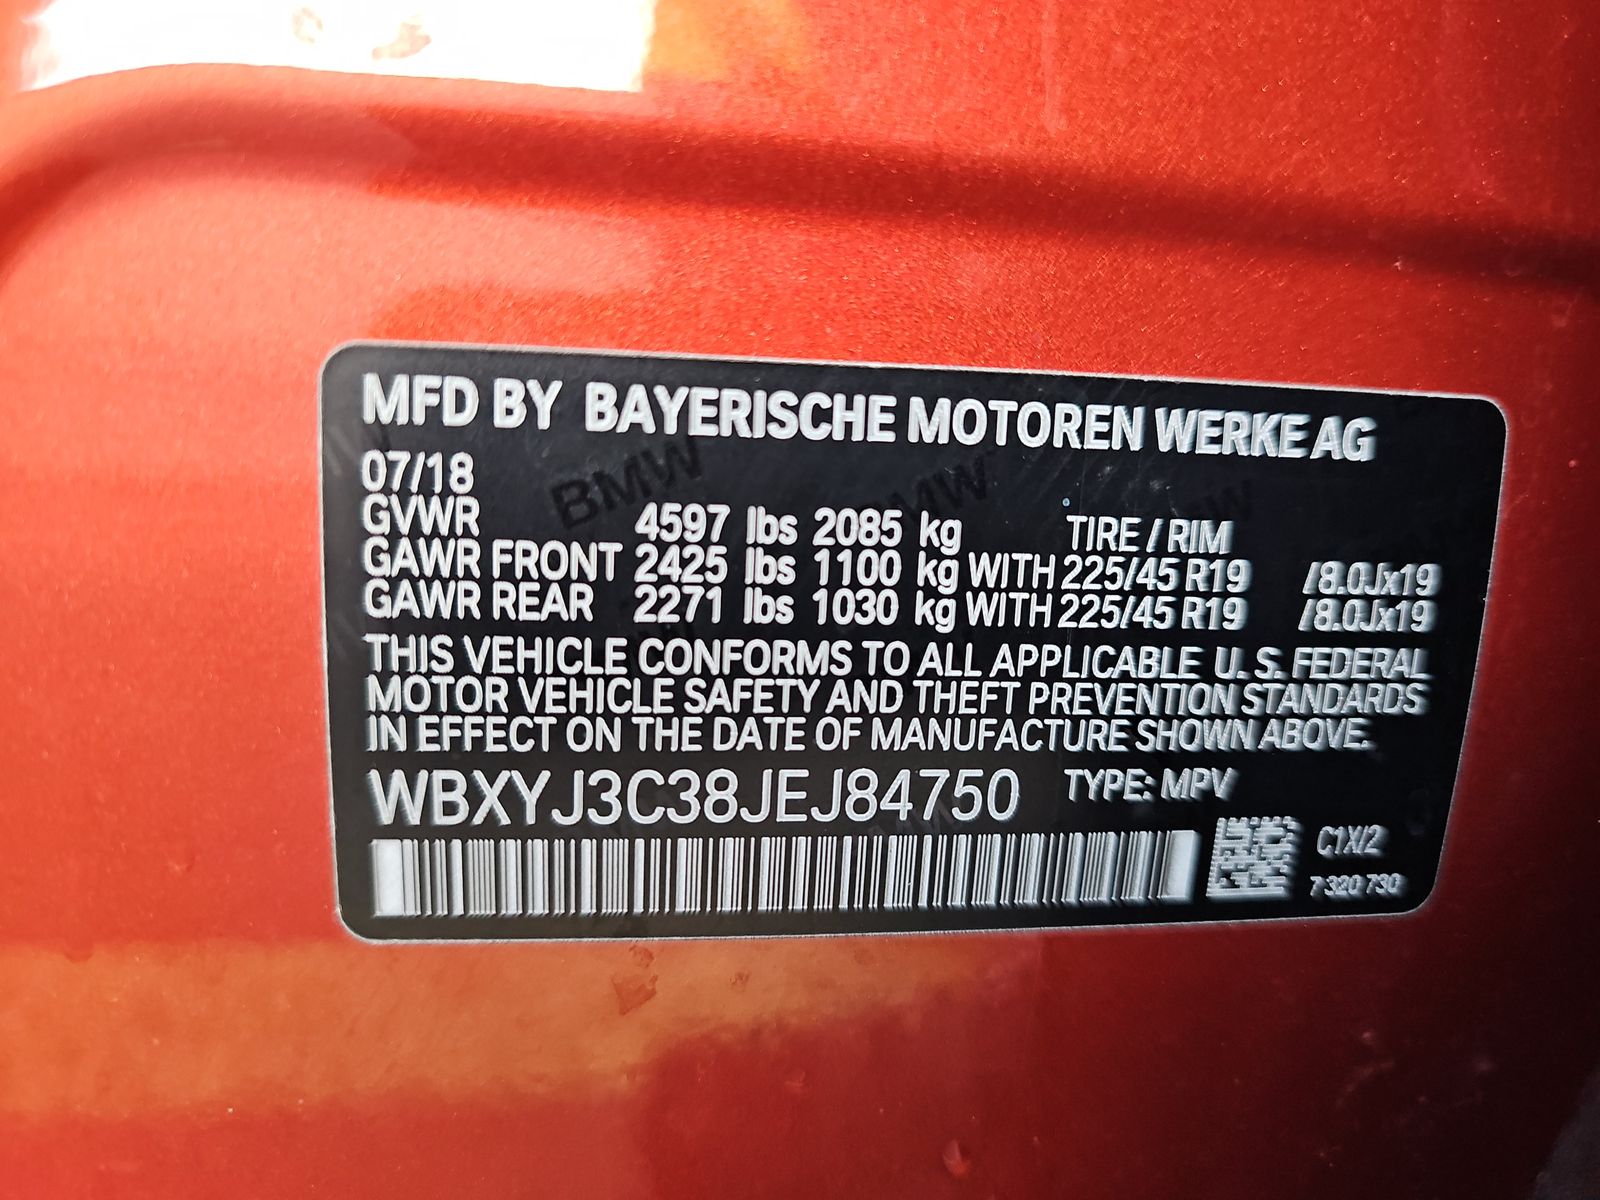 MFD BY BAYERISCHE MOTOREN WERKE AG
07/18
GVWR 4597 lbs 2085 kg TIRE / RIM
GAWR FRONT 2425 lbs 1100 kg WITH 225/45 R19 /8.0Jx19
GAWR REAR 2271 lbs 1030 kg WITH 225/45 R19 /8.0Jx19
THIS VEHICLE CONFORMS TO ALL APPLICABLE U. S. FEDERAL
MOTOR VEHICLE SAFETY AND THEFT PREVENTION STANDARDS
IN EFFECT ON THE DATE OF MANUFACTURE SHOWN ABOVE.
WBXYJ3C38JEJ84750 TYPE: MPV
C1X/2
7 320 730
BMW
BMW